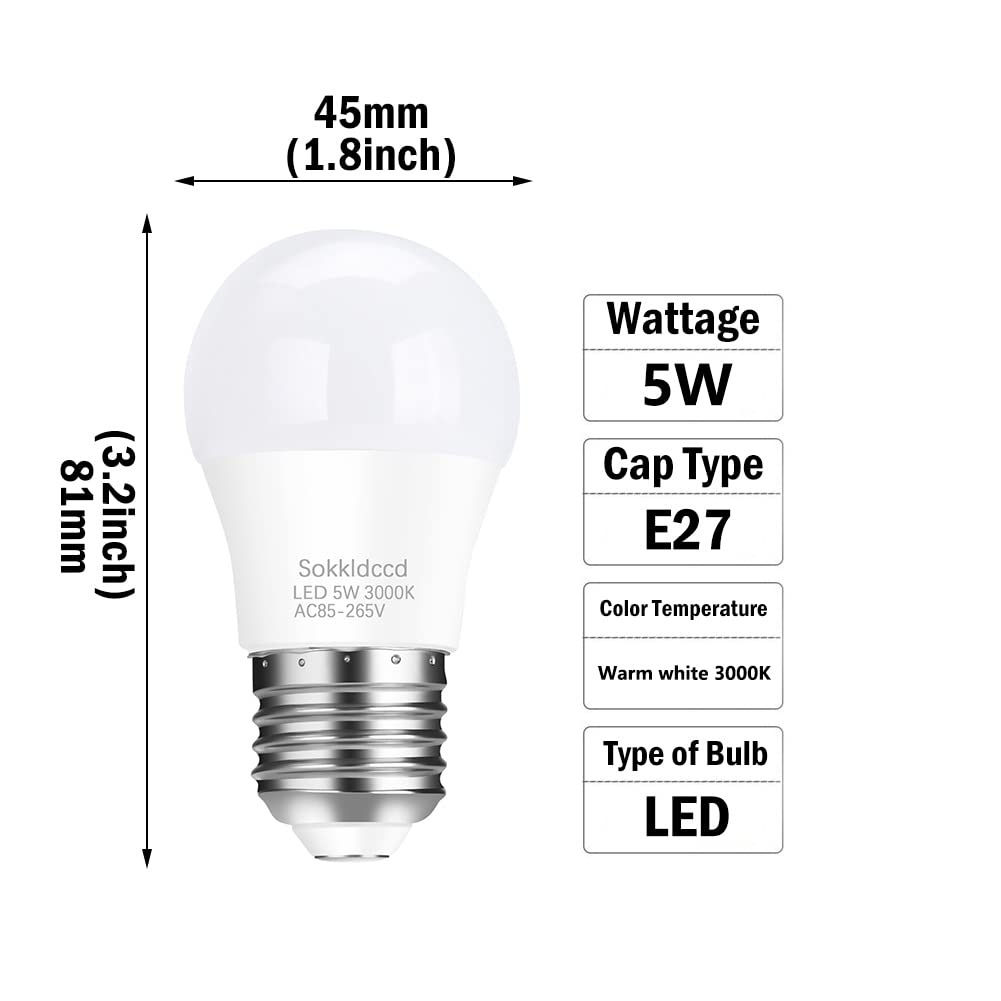 45mm
(1.8inch)
(3.2inch)
81mm
Sokkldccd
LED 5W 3000K
AC85-265V
Wattage
5W
Cap Type
E27
Color Temperature
Warm white 3000K
Type of Bulb
LED